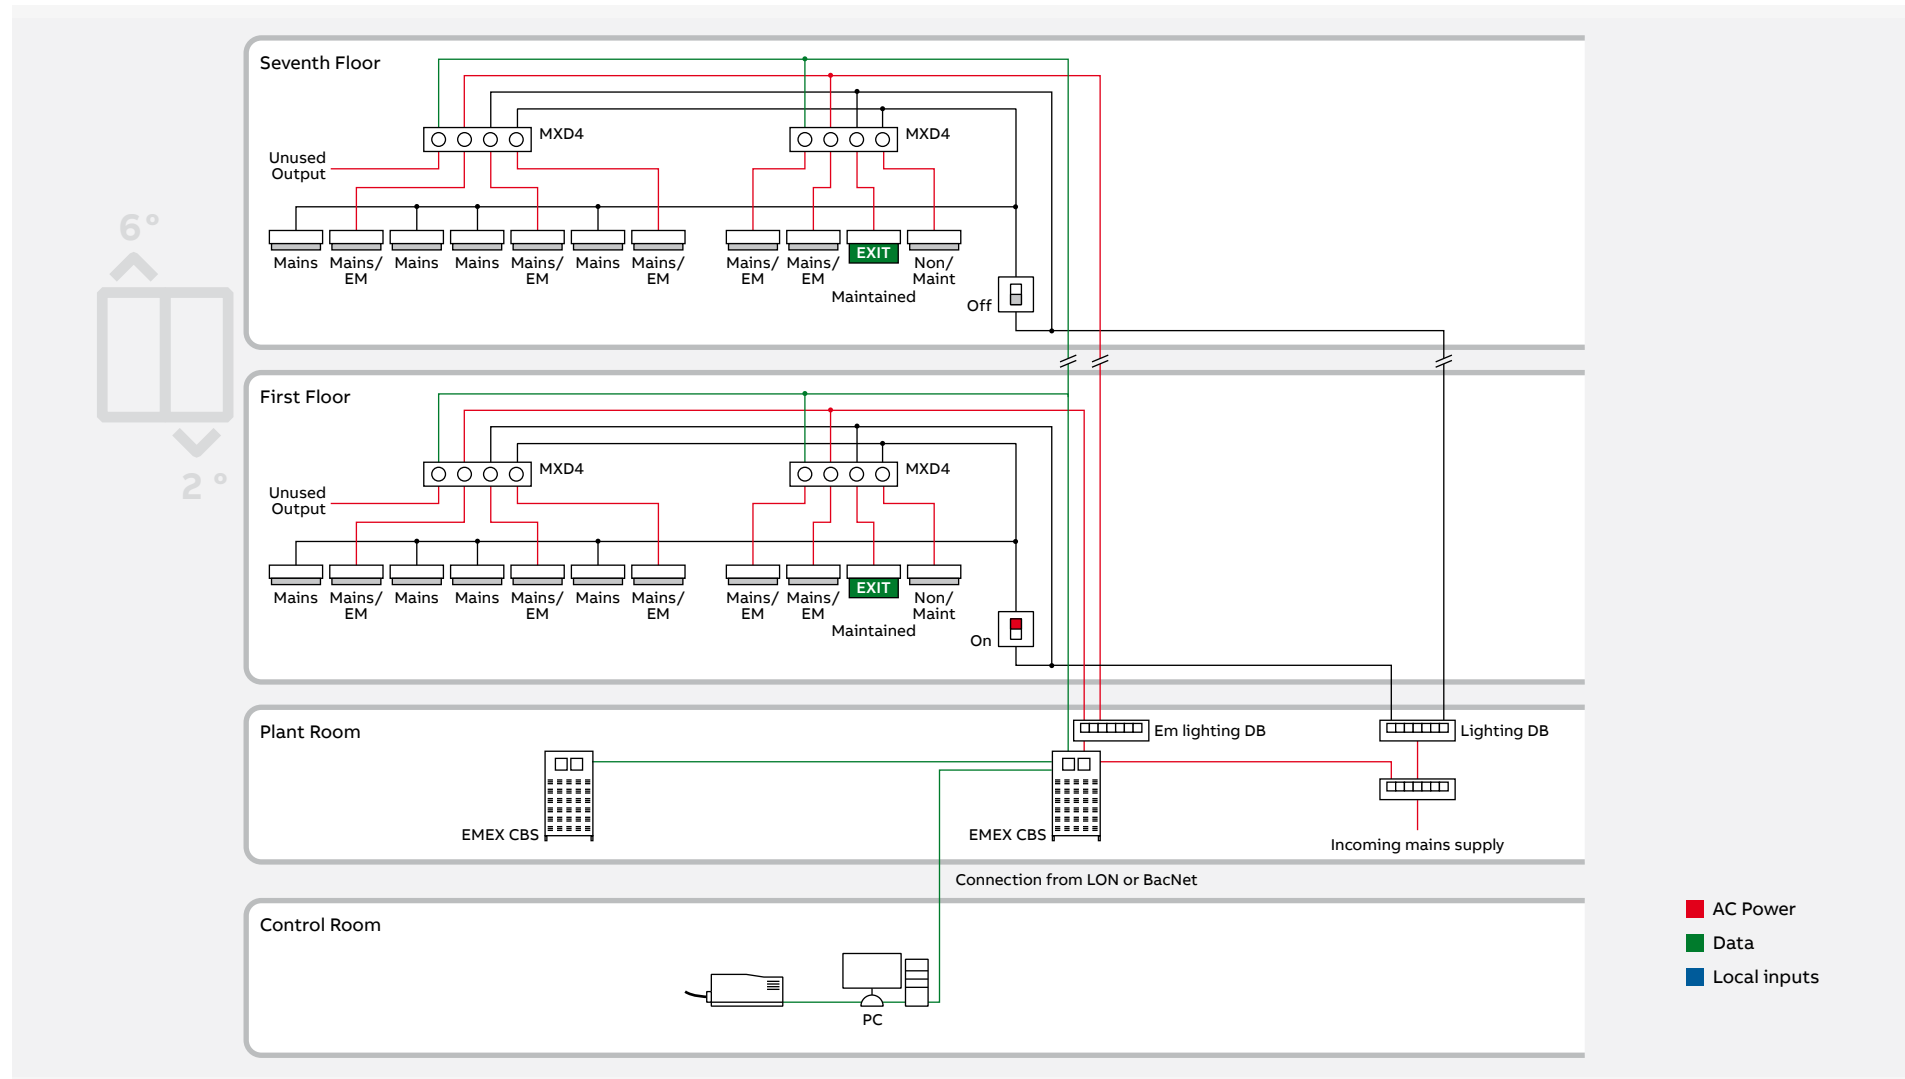 Seventh Floor
MXD4
MXD4
Unused
Output
6°
Mains
Mains/
EM
Mains
Mains
Mains/
EM
Mains
Mains/
EM
Mains/
EM
Mains/
EM
EXIT
Non/
Maint
Maintained
Off
First Floor
MXD4
MXD4
Unused
Output
2 °
Mains
Mains/
EM
Mains
Mains
Mains/
EM
Mains
Mains/
EM
Mains/
EM
Mains/
EM
EXIT
Non/
Maint
Maintained
On
Plant Room
Em lighting DB
Lighting DB
EMEX CBS
EMEX CBS
Incoming mains supply
Connection from LON or BacNet
Control Room
PC
AC Power
Data
Local inputs